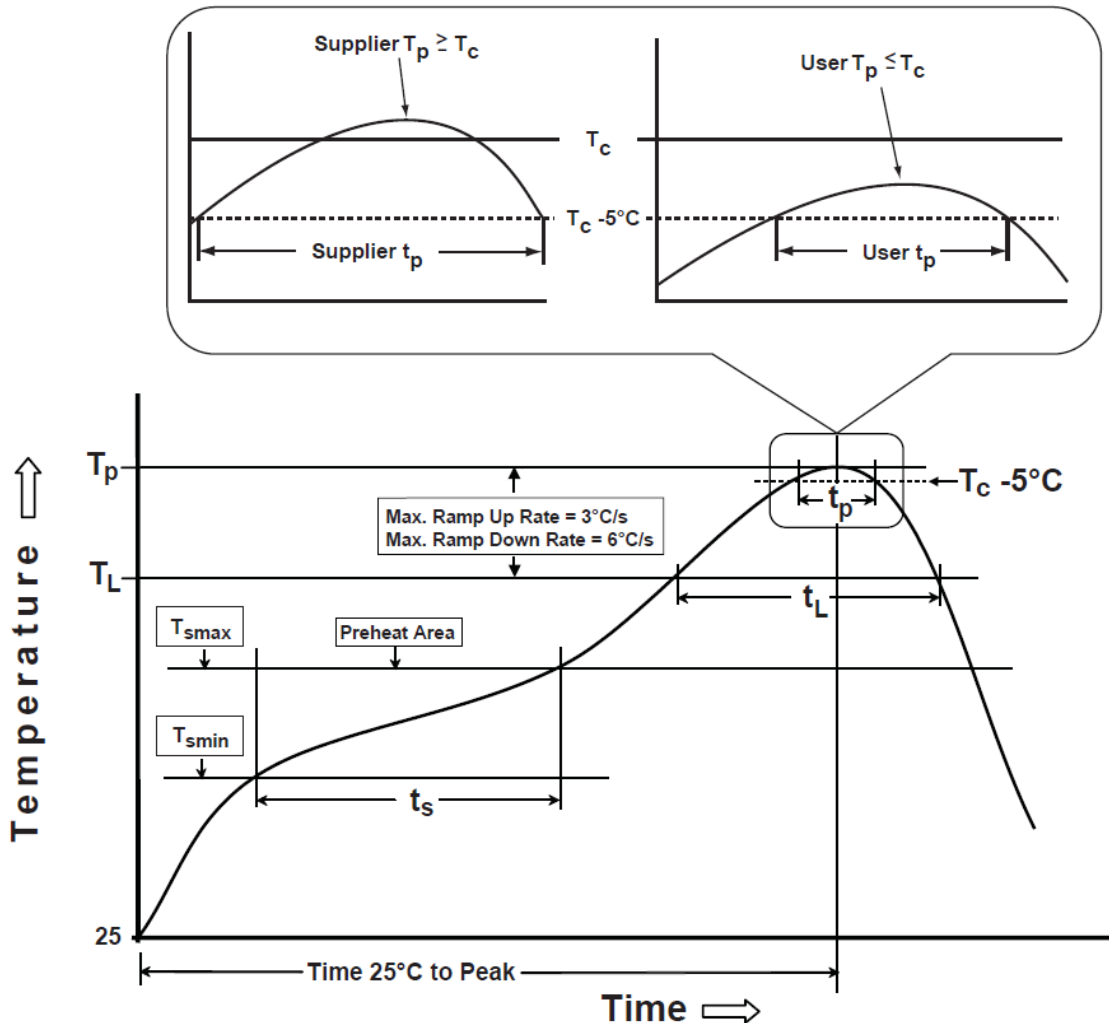 Supplier Tp ≥ Tc
User Tp ≤ Tc
Tc
Tc -5°C
Supplier tp
User tp
Tp
Tc -5°C
tp
Max. Ramp Up Rate = 3°C/s
Max. Ramp Down Rate = 6°C/s
TL
tL
Tsmax
Preheat Area
Tsmin
ts
Temperature
25
Time 25°C to Peak
Time